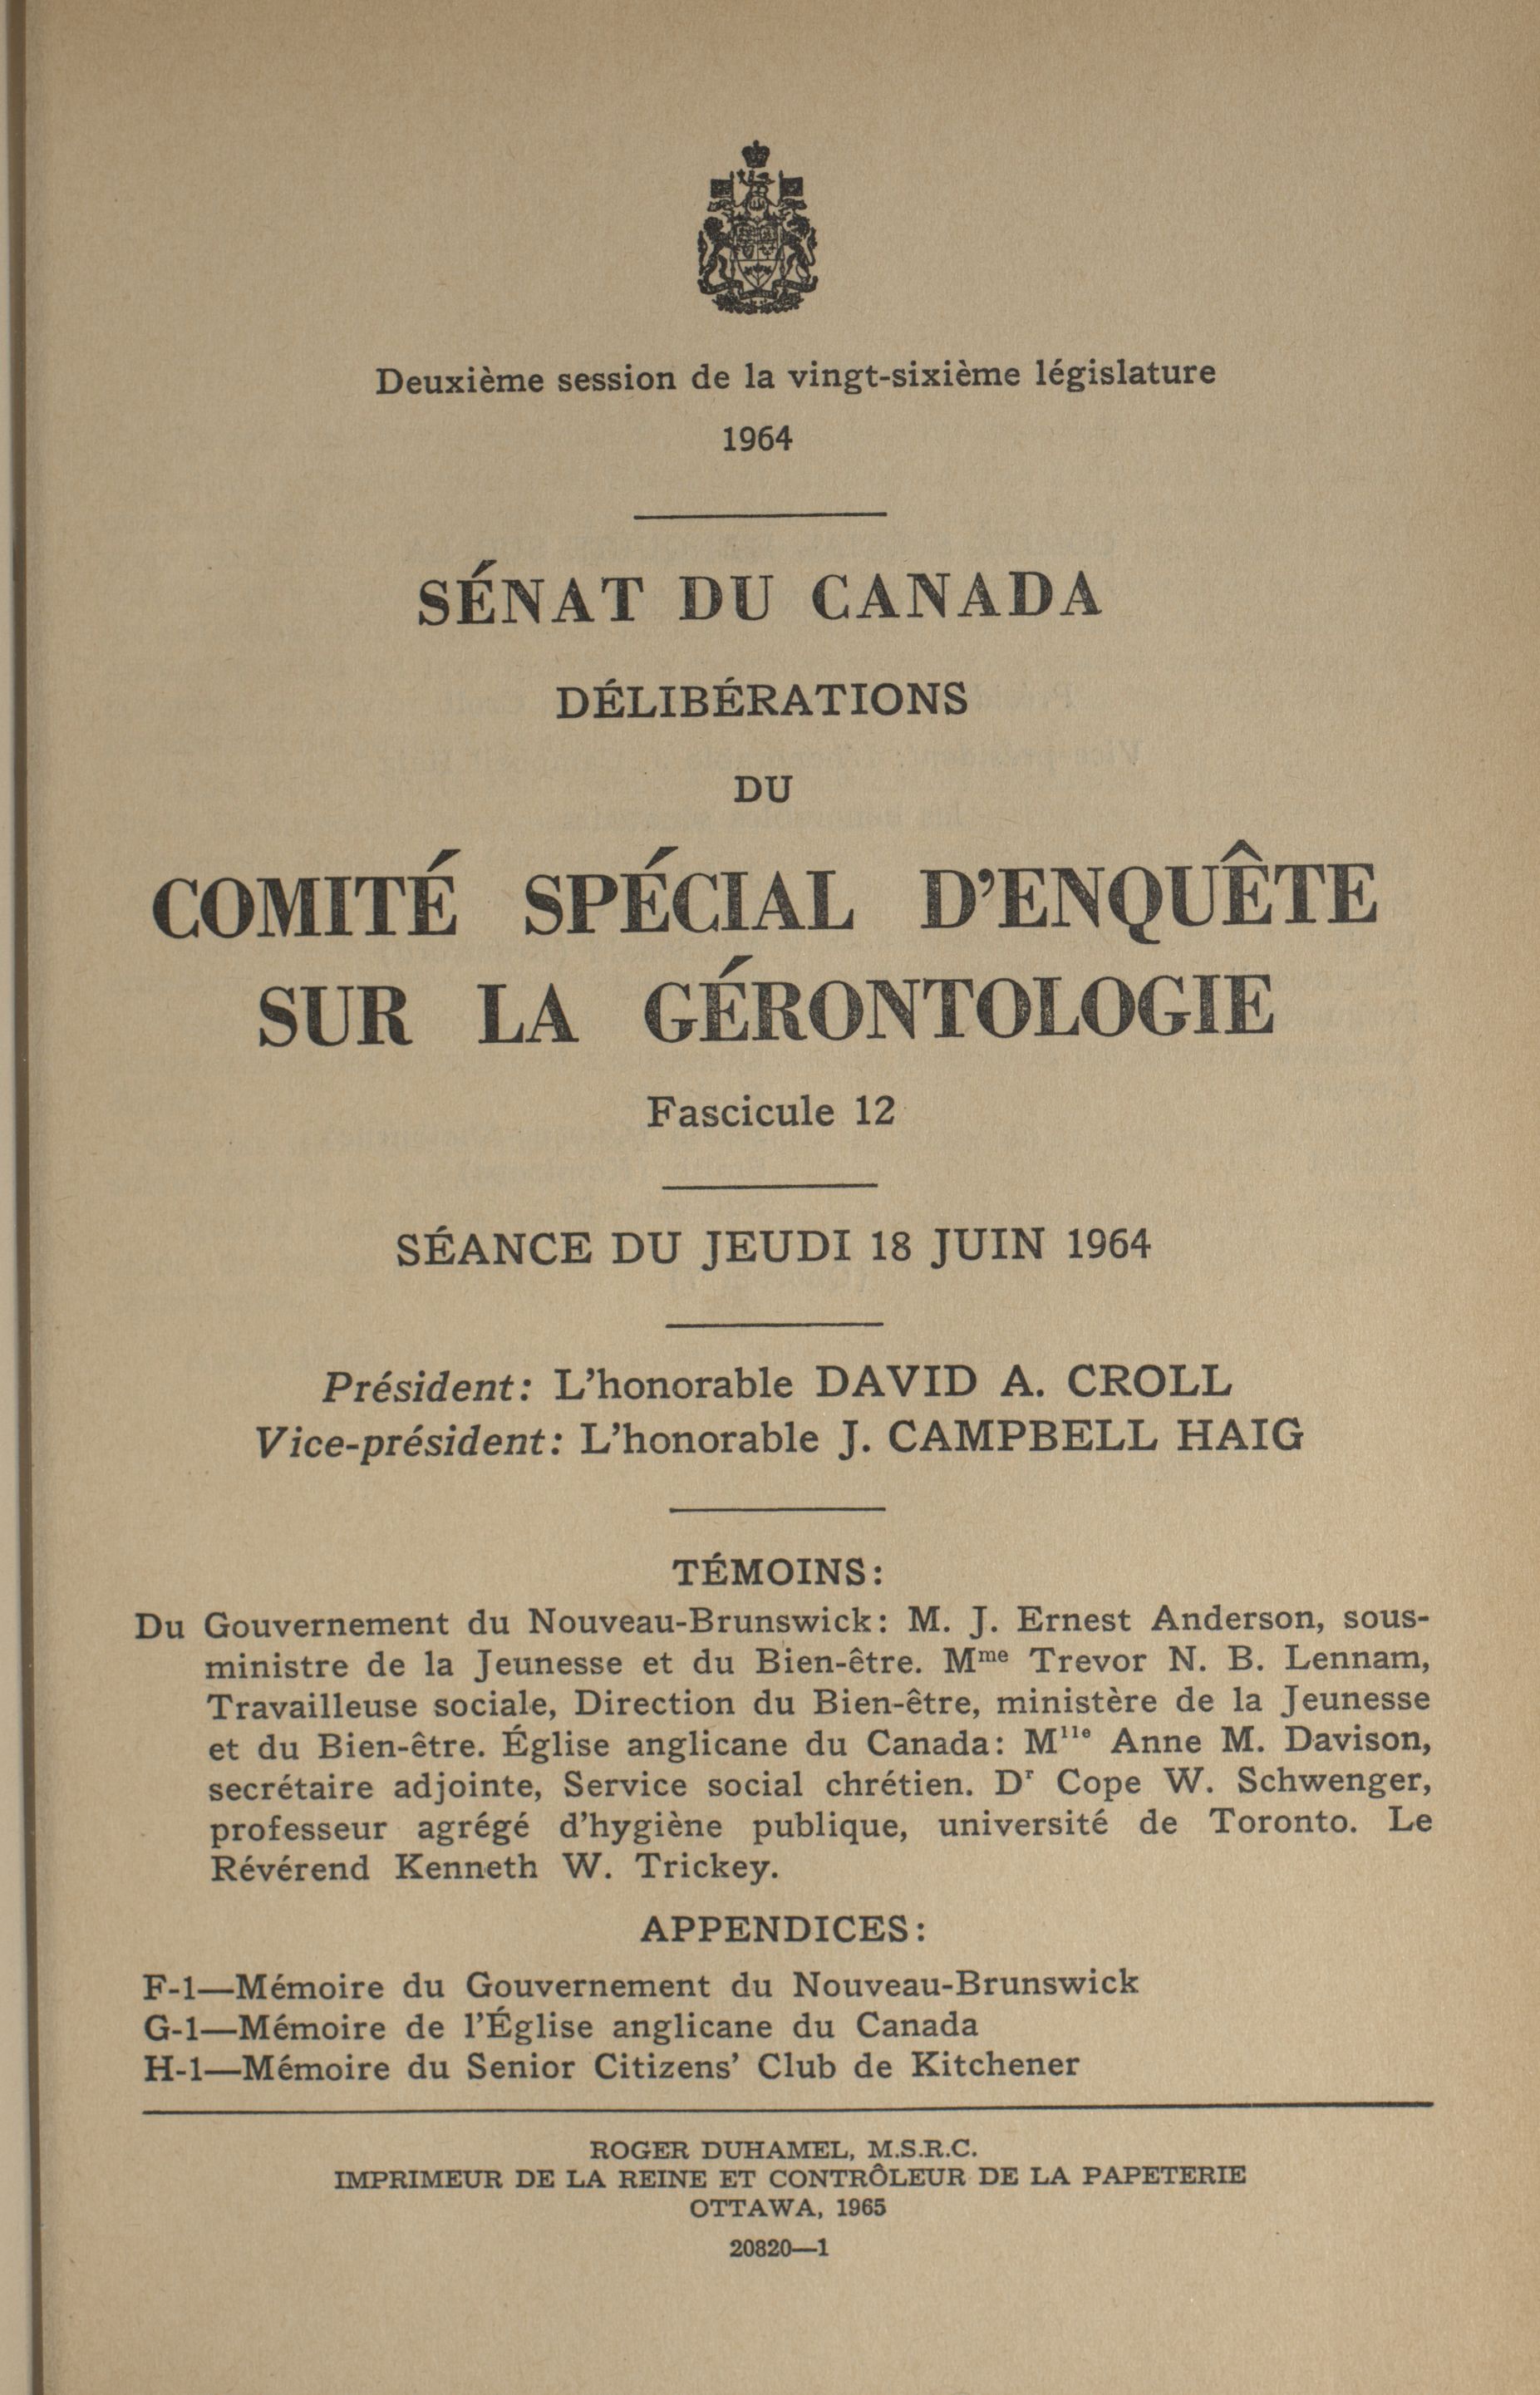 Deuxième session de la vingt-sixième législature
1964
SÉNAT DU CANADA
DÉLIBÉRATIONS
DU
COMITÉ SPÉCIAL D'ENQUÊTE
SUR LA GÉRONTOLOGIE
Fascicule 12
SÉANCE DU JEUDI 18 JUIN 1964
Président: L'honorable DAVID A. CROLL
Vice-président: L'honorable J. CAMPBELL HAIG
TÉMOINS:
Du Gouvernement du Nouveau-Brunswick: M. J. Ernest Anderson, sous-
ministre de la Jeunesse et du Bien-être. Mme Trevor N. B. Lennam,
Travailleuse sociale, Direction du Bien-être, ministère de la Jeunesse
et du Bien-être. Église anglicane du Canada: Mlle Anne M. Davison,
secrétaire adjointe, Service social chrétien. Dr Cope W. Schwenger,
professeur agrégé d'hygiène publique, université de Toronto. Le
Révérend Kenneth W. Trickey.
APPENDICES:
F-1—Mémoire du Gouvernement du Nouveau-Brunswick
G-1—Mémoire de l'Église anglicane du Canada
H-1—Mémoire du Senior Citizens' Club de Kitchener
ROGER DUHAMEL, M.S.R.C.
IMPRIMEUR DE LA REINE ET CONTRÔLEUR DE LA PAPETERIE
OTTAWA, 1965
20820—1